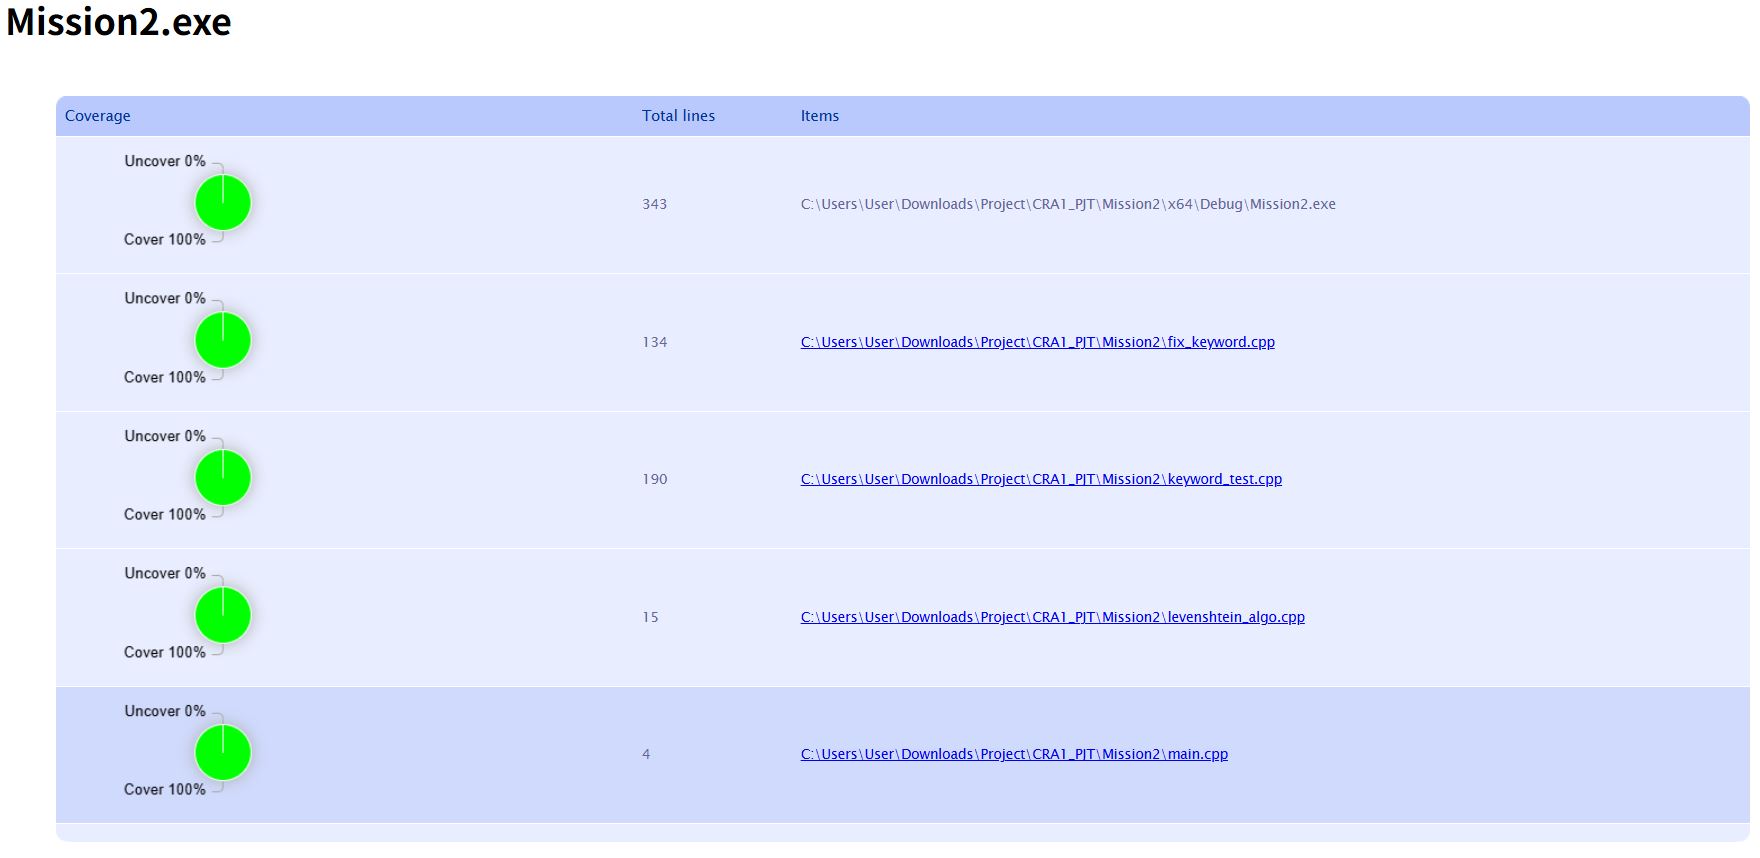 Mission2.exe
Coverage Total lines Items
Uncover 0%
343 C:\Users\User\Downloads\Project\CRA1_PJT\Mission2\x64\Debug\Mission2.exe
Cover 100%
Uncover 0%
134 C:\Users\User\Downloads\Project\CRA1_PJT\Mission2\fix_keyword.cpp
Cover 100%
Uncover 0%
190 C:\Users\User\Downloads\Project\CRA1_PJT\Mission2\keyword_test.cpp
Cover 100%
Uncover 0%
15 C:\Users\User\Downloads\Project\CRA1_PJT\Mission2\levenshtein_algo.cpp
Cover 100%
Uncover 0%
4 C:\Users\User\Downloads\Project\CRA1_PJT\Mission2\main.cpp
Cover 100%